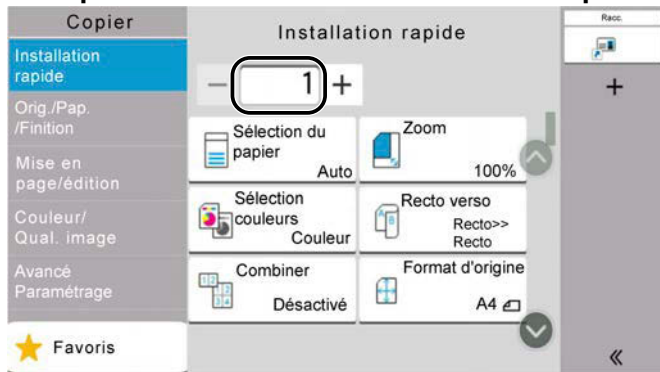 Copier
Installation
rapide
Orig./Pap.
/Finition
Mise en
page/édition
Couleur/
Qual. image
Avancé
Paramétrage
Favoris
Installation rapide
− 1 +
Sélection du
papier
Auto
Zoom
100%
Sélection
couleurs
Couleur
Recto verso
Recto>>
Recto
Combiner
Désactivé
Format d'origine
A4
Racc.
+
«